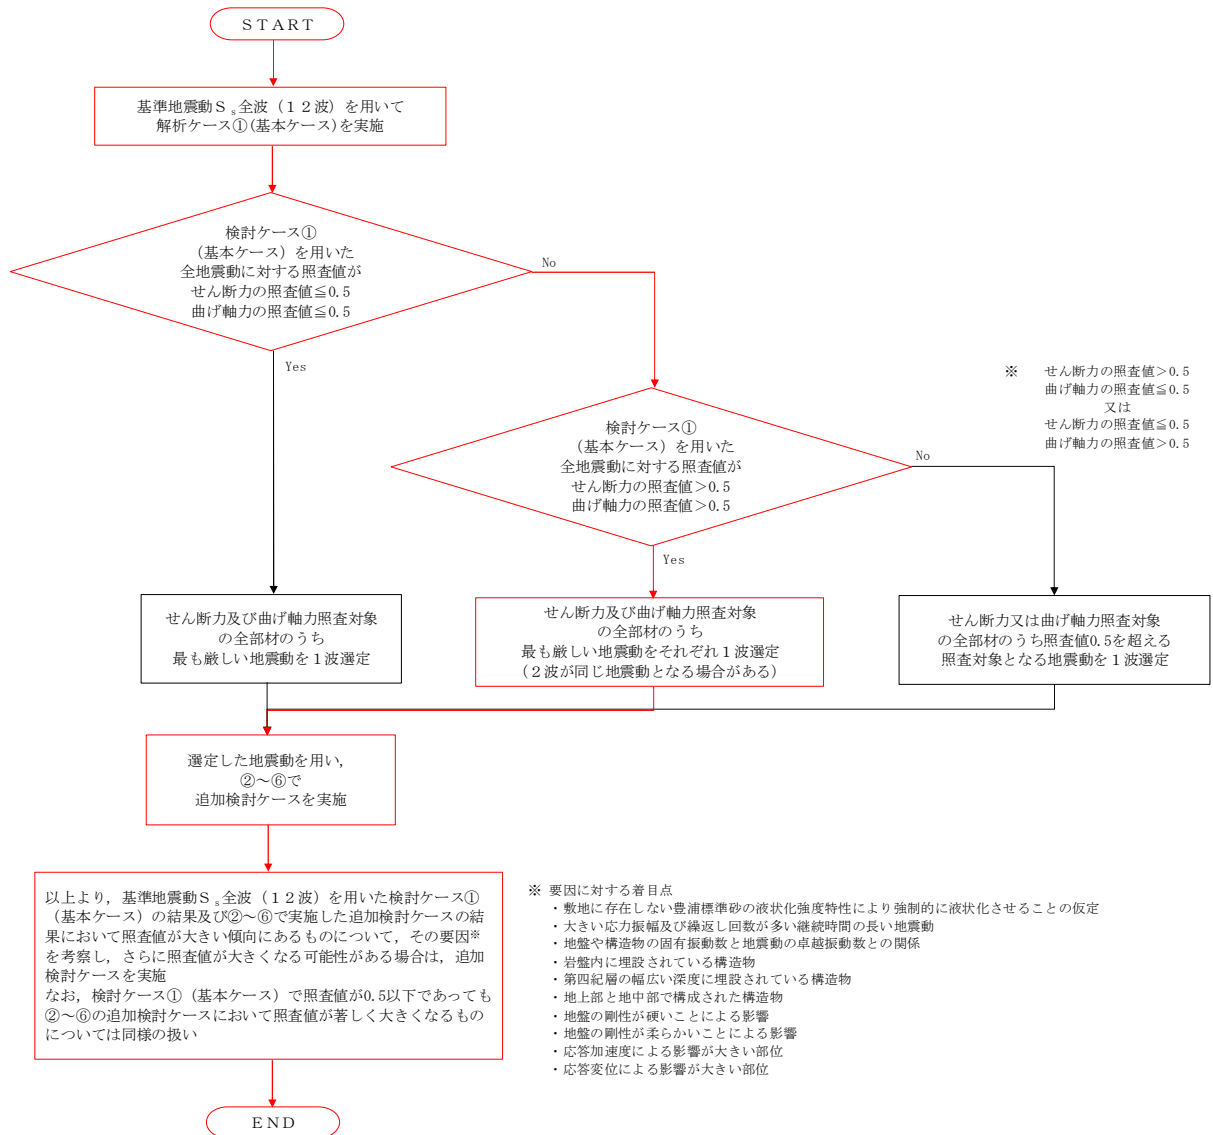 ＳＴＡＲＴ
基準地震動Ｓｓ全波（１２波）を用いて
解析ケース①(基本ケース)を実施
検討ケース①
（基本ケース）を用いた
全地震動に対する照査値が
せん断力の照査値≦0.5
曲げ軸力の照査値≦0.5
No
Yes
※　せん断力の照査値＞0.5
曲げ軸力の照査値≦0.5
又は
せん断力の照査値≦0.5
曲げ軸力の照査値＞0.5
検討ケース①
（基本ケース）を用いた
全地震動に対する照査値が
せん断力の照査値＞0.5
曲げ軸力の照査値＞0.5
No
Yes
せん断力及び曲げ軸力照査対象
の全部材のうち
最も厳しい地震動を１波選定
せん断力及び曲げ軸力照査対象
の全部材のうち
最も厳しい地震動をそれぞれ１波選定
（２波が同じ地震動となる場合がある）
せん断力又は曲げ軸力照査対象
の全部材のうち照査値0.5を超える
照査対象となる地震動を１波選定
選定した地震動を用い，
②～⑥で
追加検討ケースを実施
以上より，基準地震動Ｓｓ全波（１２波）を用いた検討ケース①
（基本ケース）の結果及び②～⑥で実施した追加検討ケースの結
果において照査値が大きい傾向にあるものについて，その要因※
を考察し，さらに照査値が大きくなる可能性がある場合は，追加
検討ケースを実施
なお，検討ケース①（基本ケース）で照査値が0.5以下であっても
②～⑥の追加検討ケースにおいて照査値が著しく大きくなるもの
については同様の扱い
※ 要因に対する着目点
・敷地に存在しない豊浦標準砂の液状化強度特性により強制的に液状化させることの仮定
・大きい応力振幅及び繰返し回数が多い継続時間の長い地震動
・地盤や構造物の固有振動数と地震動の卓越振動数との関係
・岩盤内に埋設されている構造物
・第四紀層の幅広い深度に埋設されている構造物
・地上部と地中部で構成された構造物
・地盤の剛性が硬いことによる影響
・地盤の剛性が柔らかいことによる影響
・応答加速度による影響が大きい部位
・応答変位による影響が大きい部位
ＥＮＤ